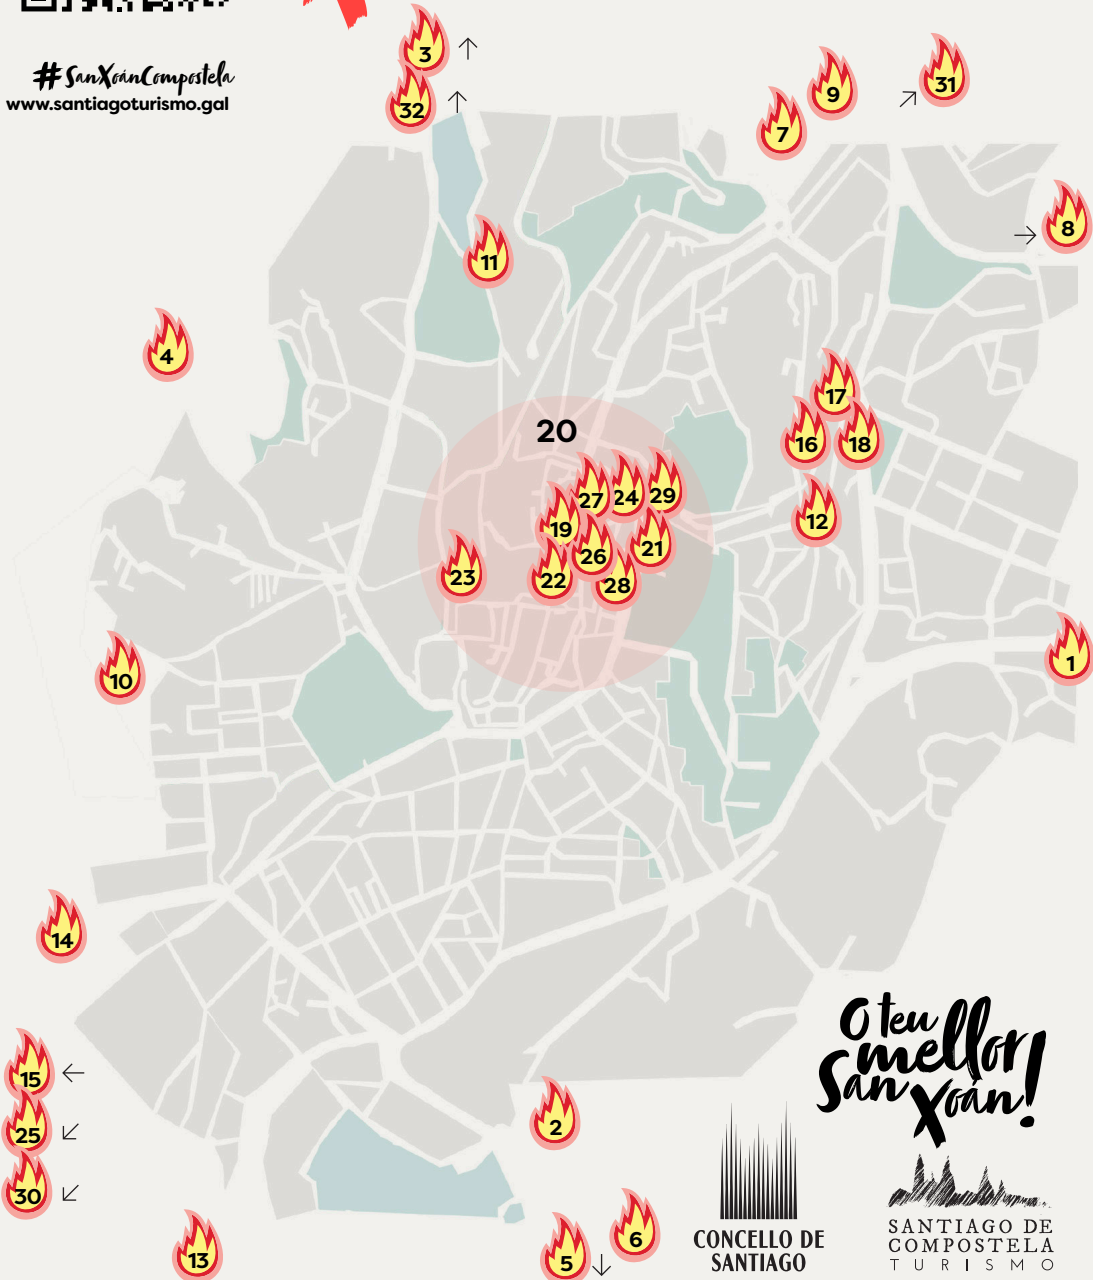 #SanXoánCompostela
www.santiagoturismo.gal
3
32
9
31
7
8
11
4
17
16
18
20
27
24
29
19
12
26
21
23
22
28
1
10
14
15
25
2
30
6
13
5
O teu
mellor
San
Xoán!
CONCELLO DE
SANTIAGO
SANTIAGO DE
COMPOSTELA
TURISMO